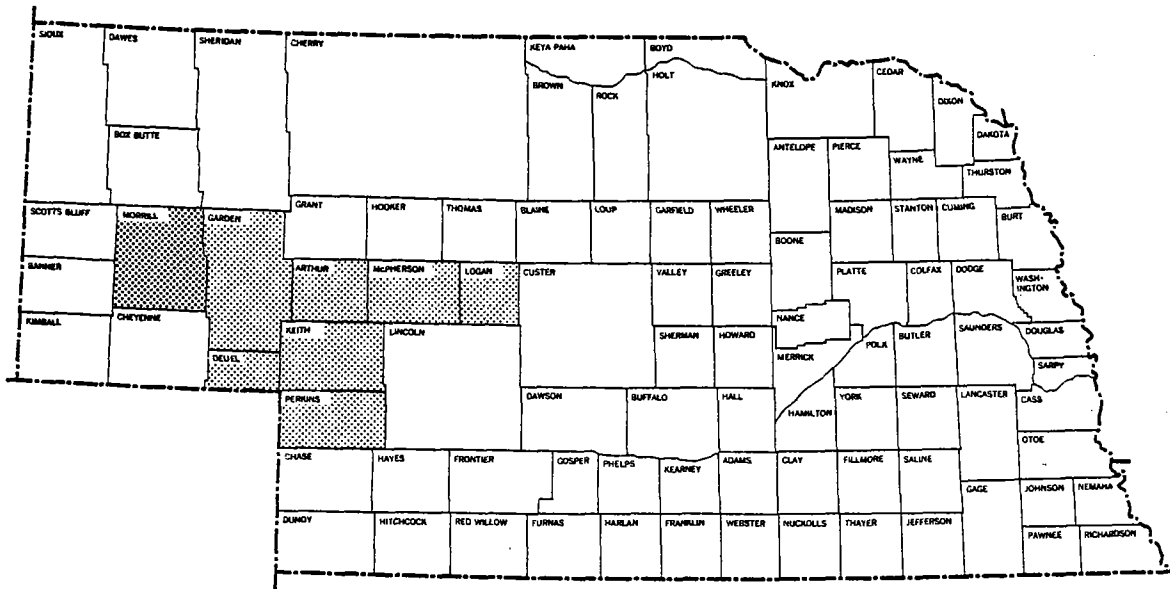 SIOUX
DAWES
SHERIDAN
CHERRY
KEYA PAHA
BOYD
HOLT
BROWN
ROCK
KNOX
CEDAR
DIXON
DAKOTA
BOX BUTTE
ANTELOPE
PIERCE
WAYNE
THURSTON
SCOTTS BLUFF
MORRILL
GARDEN
GRANT
HOOKER
THOMAS
BLAINE
LOUP
GARFIELD
WHEELER
MADISON
STANTON
CUMING
BURT
BOONE
BANNER
ARTHUR
McPHERSON
LOGAN
CUSTER
VALLEY
GREELEY
PLATTE
COLFAX
DODGE
WASH-
INGTON
KIMBALL
CHEYENNE
KEITH
LINCOLN
NANCE
SHERMAN
HOWARD
MERRICK
POLK
BUTLER
SAUNDERS
DOUGLAS
SARPY
DEUEL
PERKINS
DAWSON
BUFFALO
HALL
HAMILTON
YORK
SEWARD
LANCASTER
CASS
OTOE
CHASE
HAYES
FRONTIER
GOSPER
PHELPS
KEARNEY
ADAMS
CLAY
FILLMORE
SALINE
GAGE
JOHNSON
NEMAHA
DUNDY
HITCHCOCK
RED WILLOW
FURNAS
HARLAN
FRANKLIN
WEBSTER
NUCKOLLS
THAYER
JEFFERSON
PAWNEE
RICHARDSON